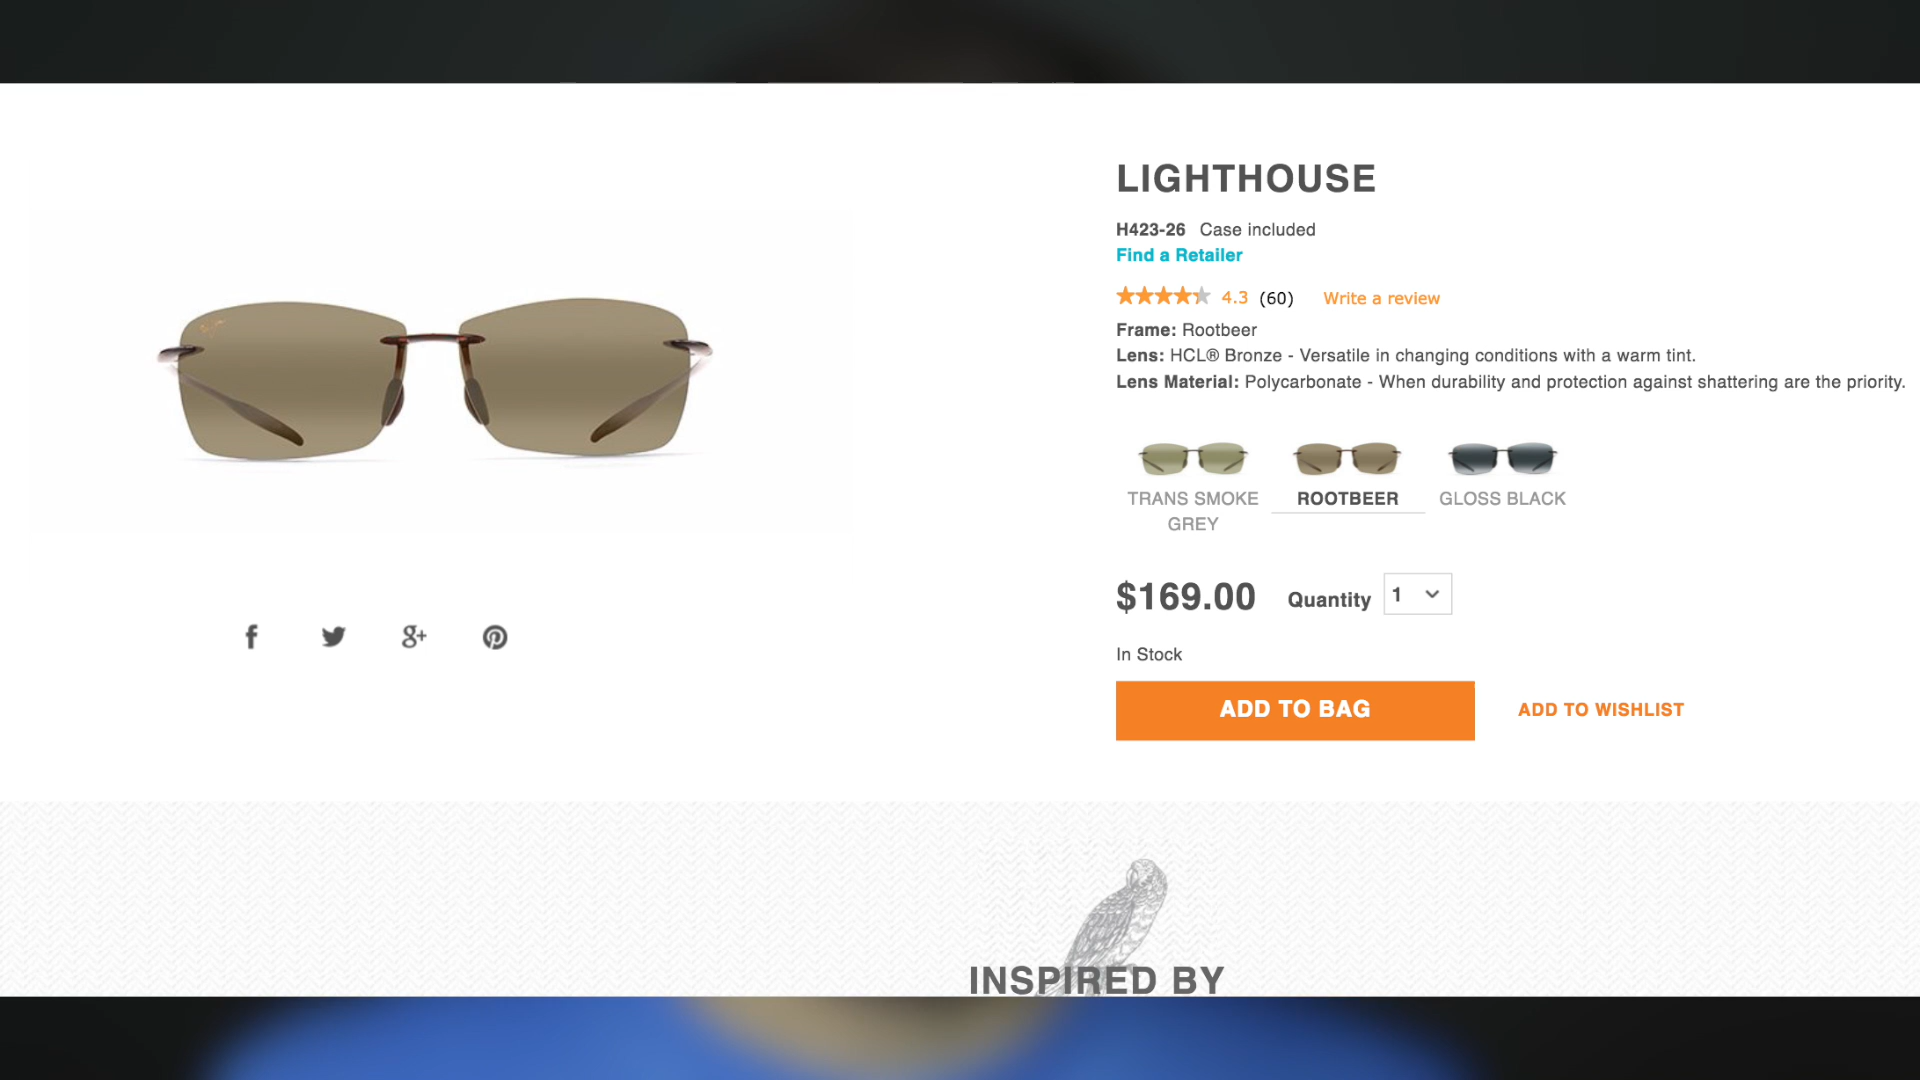 LIGHTHOUSE
H423-26 Case included
Find a Retailer
4.3 (60) Write a review
Frame: Rootbeer
Lens: HCL® Bronze - Versatile in changing conditions with a warm tint.
Lens Material: Polycarbonate - When durability and protection against shattering are the priority.
TRANS SMOKE
GREY
ROOTBEER
GLOSS BLACK
$169.00 Quantity 1
In Stock
ADD TO BAG
ADD TO WISHLIST
INSPIRED BY